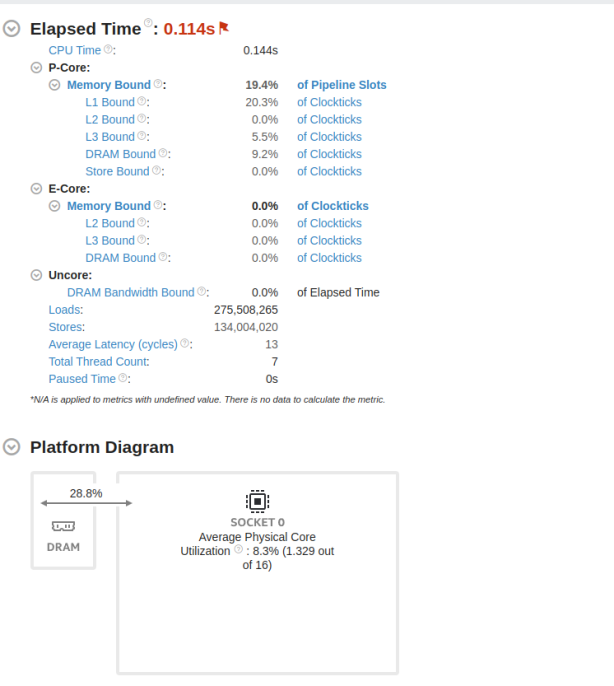 Elapsed Time ?: 0.114s
CPU Time ?: 0.144s
P-Core:
Memory Bound ?: 19.4% of Pipeline Slots
L1 Bound ?: 20.3% of Clockticks
L2 Bound ?: 0.0% of Clockticks
L3 Bound ?: 5.5% of Clockticks
DRAM Bound ?: 9.2% of Clockticks
Store Bound ?: 0.0% of Clockticks
E-Core:
Memory Bound ?: 0.0% of Clockticks
L2 Bound ?: 0.0% of Clockticks
L3 Bound ?: 0.0% of Clockticks
DRAM Bound ?: 0.0% of Clockticks
Uncore:
DRAM Bandwidth Bound ?: 0.0% of Elapsed Time
Loads: 275,508,265
Stores: 134,004,020
Average Latency (cycles) ?: 13
Total Thread Count: 7
Paused Time ?: 0s
*N/A is applied to metrics with undefined value. There is no data to calculate the metric.
Platform Diagram
28.8%
DRAM
SOCKET 0
Average Physical Core
Utilization ? : 8.3% (1.329 out
of 16)